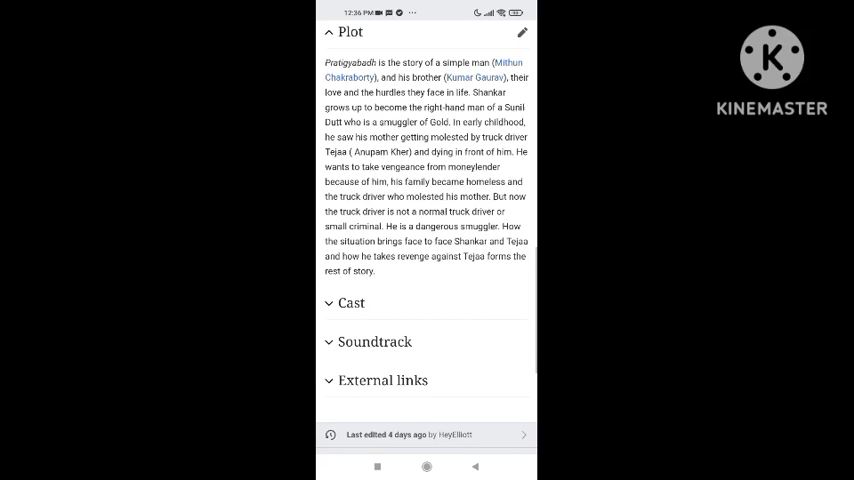 12:36 PM
Plot
Pratigyabadh is the story of a simple man (Mithun
Chakraborty), and his brother (Kumar Gaurav), their
love and the hurdles they face in life. Shankar
grows up to become the right-hand man of a Sunil
Dutt who is a smuggler of Gold. In early childhood,
he saw his mother getting molested by truck driver
Tejaa ( Anupam Kher) and dying in front of him. He
wants to take vengeance from moneylender
because of him, his family became homeless and
the truck driver who molested his mother. But now
the truck driver is not a normal truck driver or
small criminal. He is a dangerous smuggler. How
the situation brings face to face Shankar and Tejaa
and how he takes revenge against Tejaa forms the
rest of story.
Cast
Soundtrack
External links
Last edited 4 days ago by HeyElliott
K
KINEMASTER